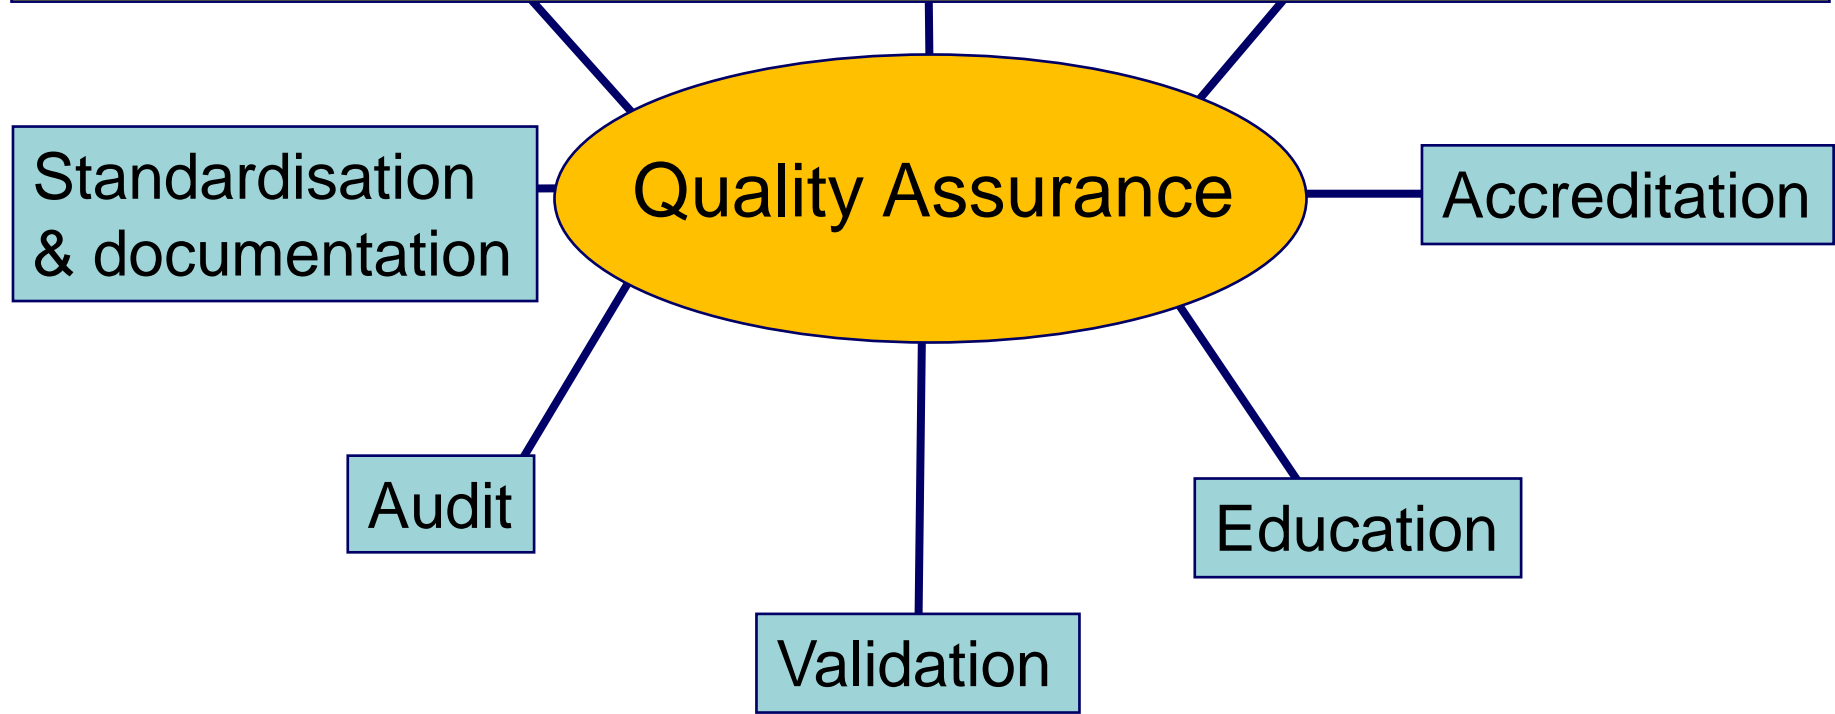 Standardisation
& documentation
Quality Assurance
Accreditation
Audit
Education
Validation